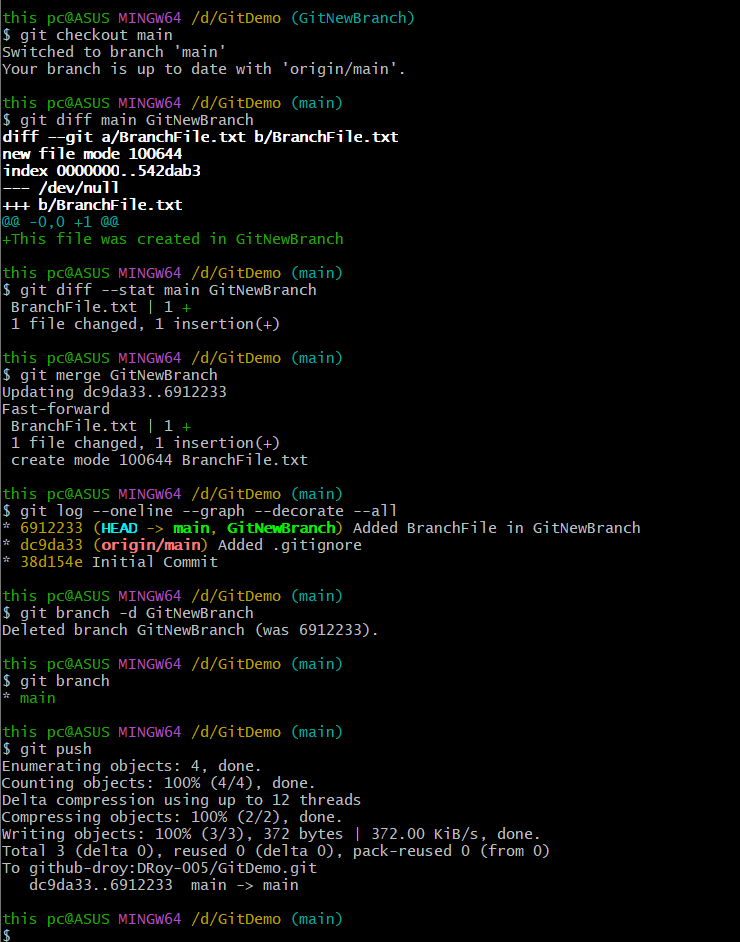 this pc@ASUS MINGW64 /d/GitDemo (GitNewBranch)
$ git checkout main
Switched to branch 'main'
Your branch is up to date with 'origin/main'.
this pc@ASUS MINGW64 /d/GitDemo (main)
$ git diff main GitNewBranch
diff --git a/BranchFile.txt b/BranchFile.txt
new file mode 100644
index 0000000..542dab3
--- /dev/null
+++ b/BranchFile.txt
@@ -0,0 +1 @@
+This file was created in GitNewBranch
this pc@ASUS MINGW64 /d/GitDemo (main)
$ git diff --stat main GitNewBranch
 BranchFile.txt | 1 +
 1 file changed, 1 insertion(+)
this pc@ASUS MINGW64 /d/GitDemo (main)
$ git merge GitNewBranch
Updating dc9da33..6912233
Fast-forward
 BranchFile.txt | 1 +
 1 file changed, 1 insertion(+)
 create mode 100644 BranchFile.txt
this pc@ASUS MINGW64 /d/GitDemo (main)
$ git log --oneline --graph --decorate --all
* 6912233 (HEAD -> main, GitNewBranch) Added BranchFile in GitNewBranch
* dc9da33 (origin/main) Added .gitignore
* 38d154e Initial Commit
this pc@ASUS MINGW64 /d/GitDemo (main)
$ git branch -d GitNewBranch
Deleted branch GitNewBranch (was 6912233).
this pc@ASUS MINGW64 /d/GitDemo (main)
$ git branch
* main
this pc@ASUS MINGW64 /d/GitDemo (main)
$ git push
Enumerating objects: 4, done.
Counting objects: 100% (4/4), done.
Delta compression using up to 12 threads
Compressing objects: 100% (2/2), done.
Writing objects: 100% (3/3), 372 bytes | 372.00 KiB/s, done.
Total 3 (delta 0), reused 0 (delta 0), pack-reused 0 (from 0)
To github-droy:DRoy-005/GitDemo.git
   dc9da33..6912233  main -> main
this pc@ASUS MINGW64 /d/GitDemo (main)
$